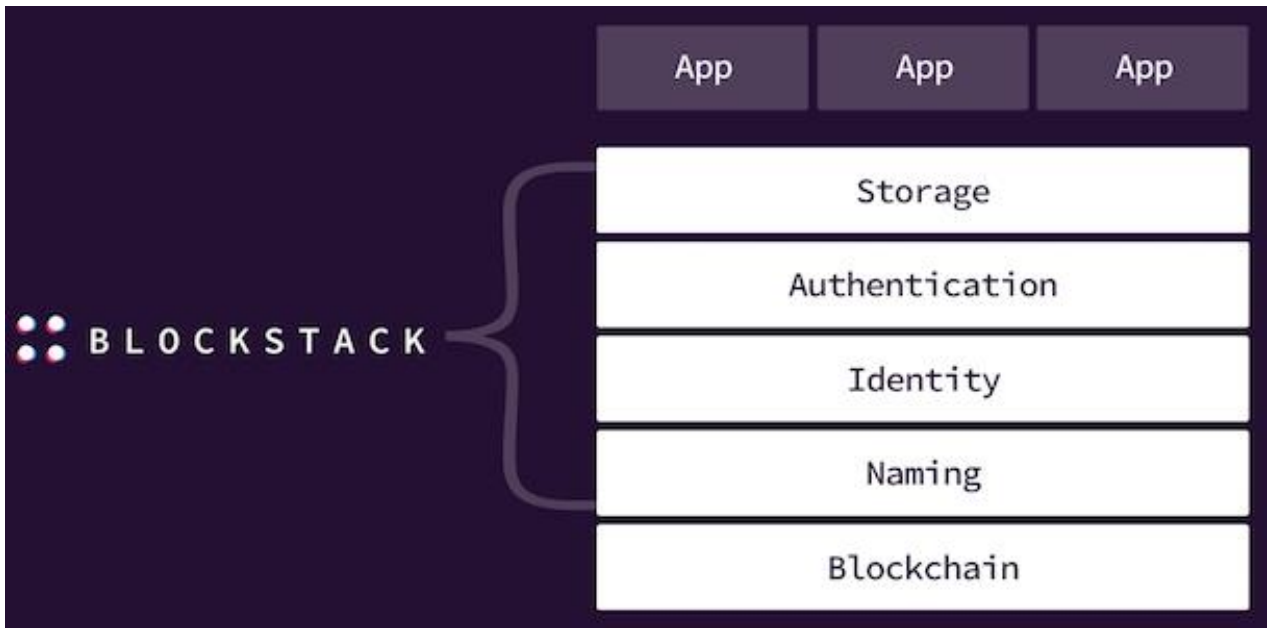 App App App
Storage
Authentication
BLOCKSTACK
Identity
Naming
Blockchain